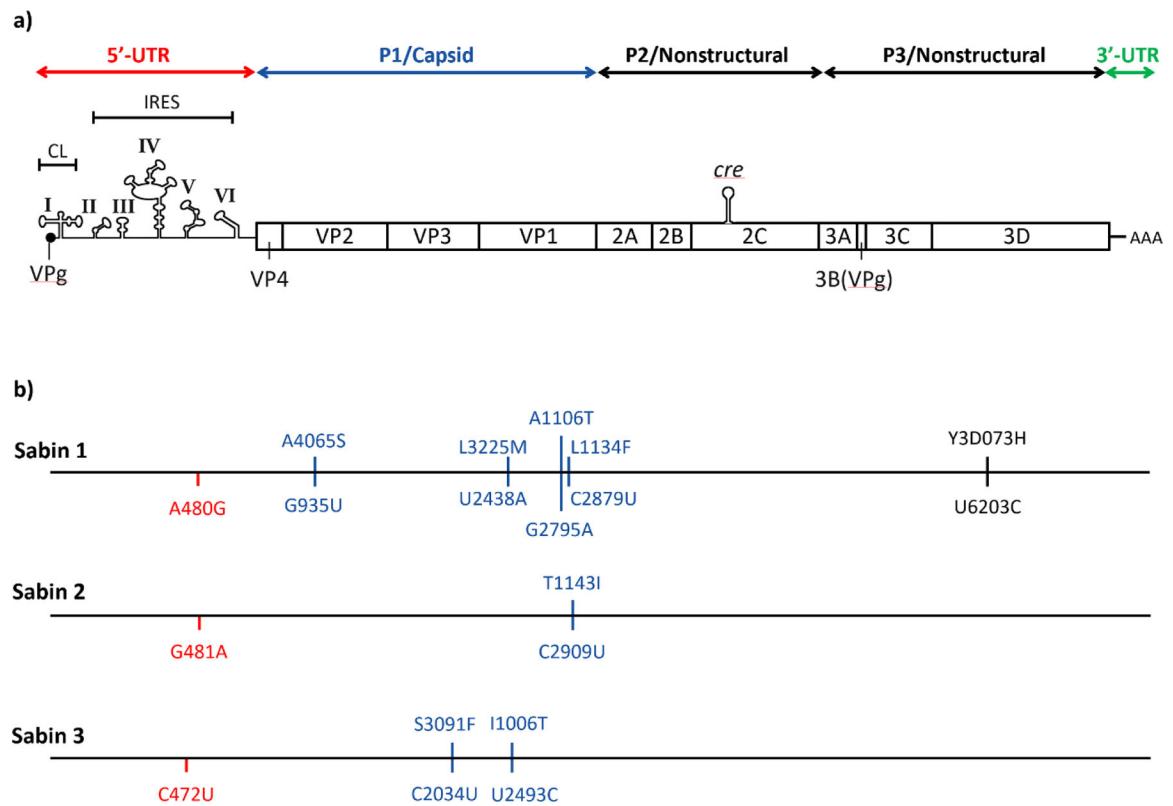 a)
5’-UTR P1/Capsid P2/Nonstructural P3/Nonstructural 3’-UTR
IRES
CL
I II III IV V VI
cre
VP2 VP3 VP1 2A 2B 2C 3A 3C 3D AAA
VPg VP4 3B(VPg)
b)
A1106T
Sabin 1 A4065S L3225M L1134F Y3D073H
A480G G935U U2438A C2879U U6203C
G2795A
T1143I
Sabin 2
G481A C2909U
S3091F I1006T
Sabin 3
C472U C2034U U2493C